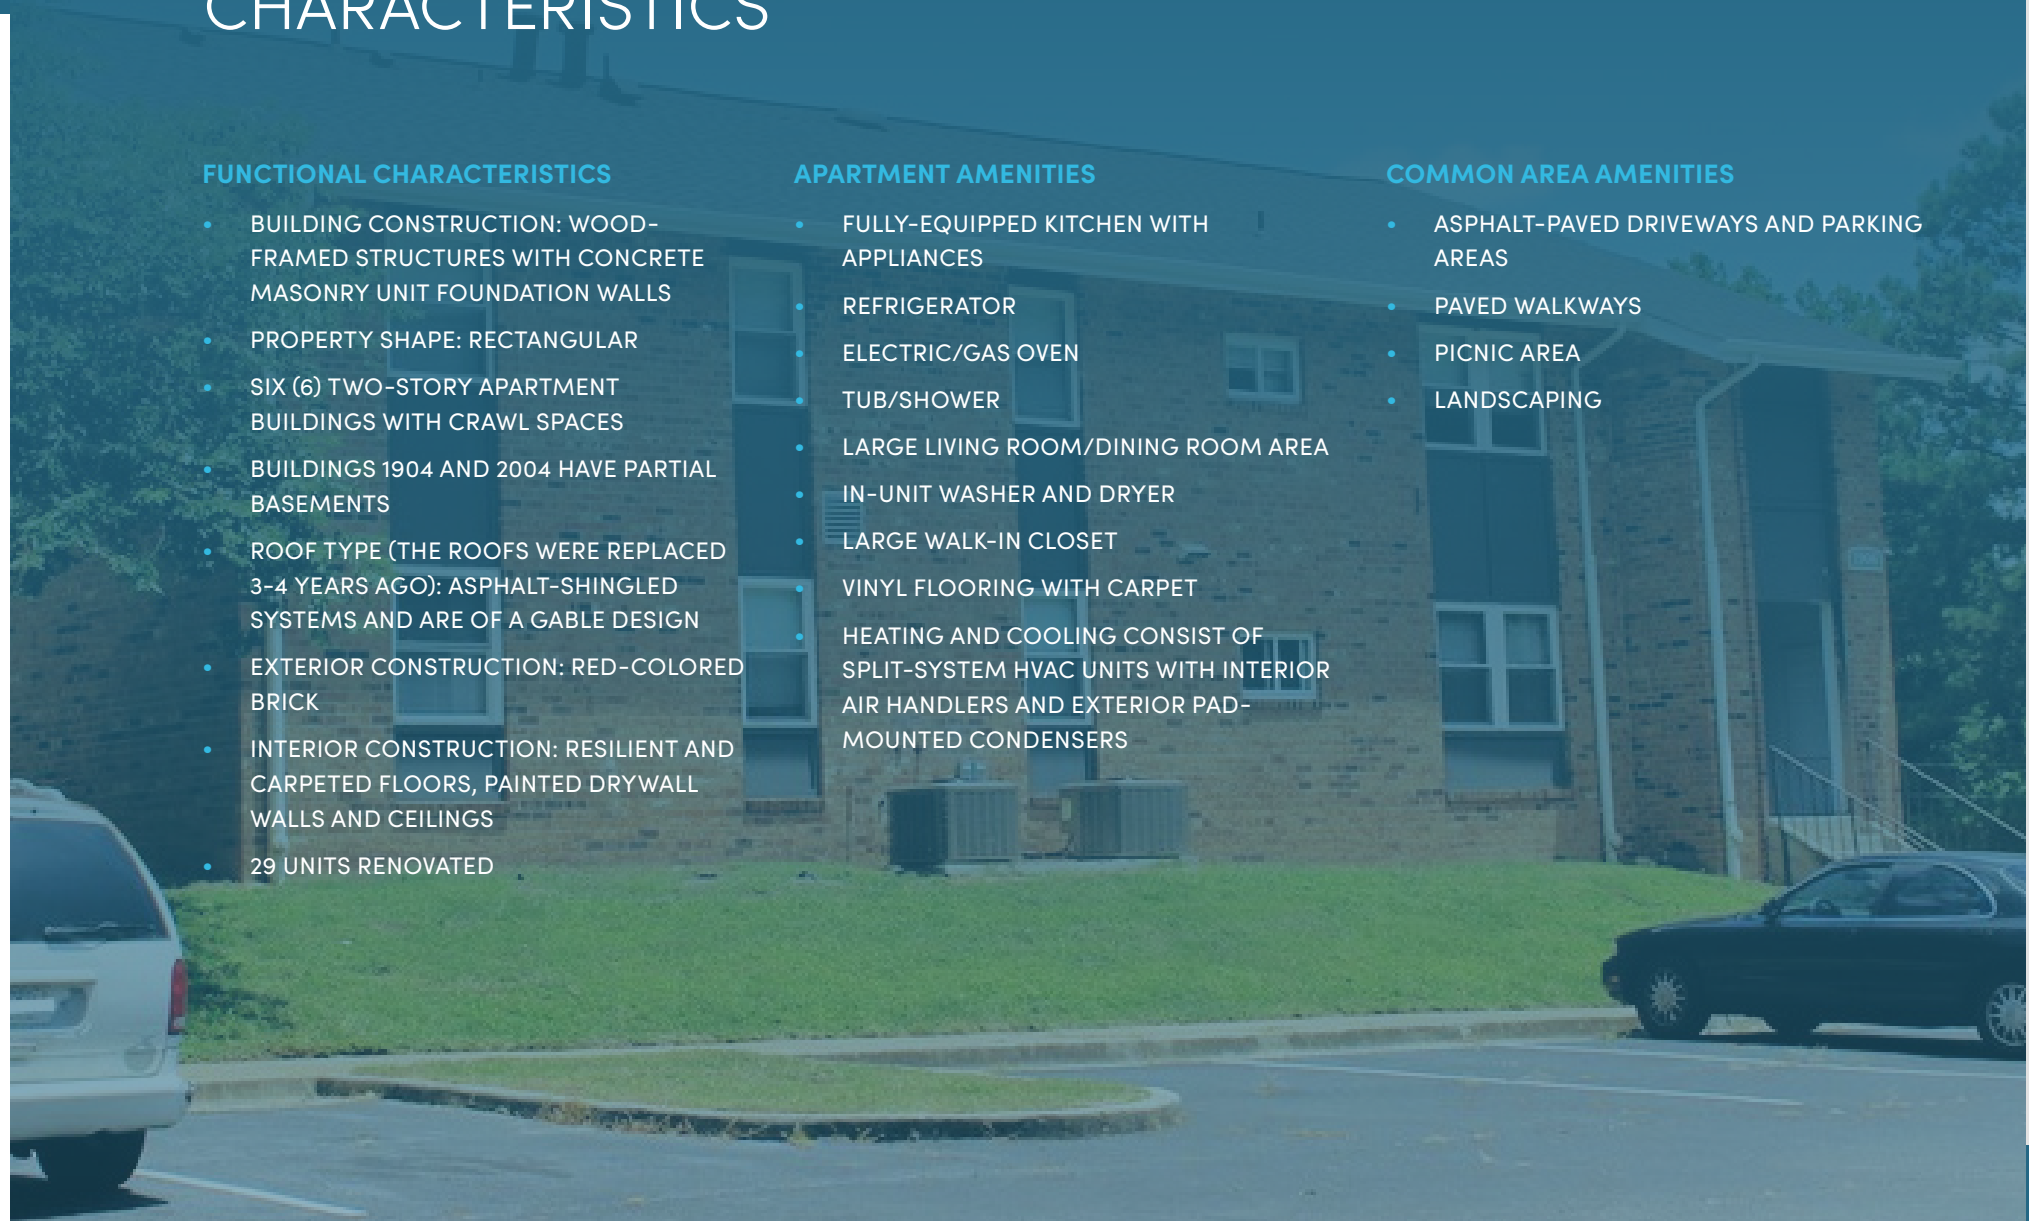 CHARACTERISTICS
FUNCTIONAL CHARACTERISTICS
• BUILDING CONSTRUCTION: WOOD-
FRAMED STRUCTURES WITH CONCRETE
MASONRY UNIT FOUNDATION WALLS
• PROPERTY SHAPE: RECTANGULAR
• SIX (6) TWO-STORY APARTMENT
BUILDINGS WITH CRAWL SPACES
• BUILDINGS 1904 AND 2004 HAVE PARTIAL
BASEMENTS
• ROOF TYPE (THE ROOFS WERE REPLACED
3-4 YEARS AGO): ASPHALT-SHINGLED
SYSTEMS AND ARE OF A GABLE DESIGN
• EXTERIOR CONSTRUCTION: RED-COLORED
BRICK
• INTERIOR CONSTRUCTION: RESILIENT AND
CARPETED FLOORS, PAINTED DRYWALL
WALLS AND CEILINGS
• 29 UNITS RENOVATED
APARTMENT AMENITIES
• FULLY-EQUIPPED KITCHEN WITH
APPLIANCES
• REFRIGERATOR
• ELECTRIC/GAS OVEN
• TUB/SHOWER
• LARGE LIVING ROOM/DINING ROOM AREA
• IN-UNIT WASHER AND DRYER
• LARGE WALK-IN CLOSET
• VINYL FLOORING WITH CARPET
• HEATING AND COOLING CONSIST OF
SPLIT-SYSTEM HVAC UNITS WITH INTERIOR
AIR HANDLERS AND EXTERIOR PAD-
MOUNTED CONDENSERS
COMMON AREA AMENITIES
• ASPHALT-PAVED DRIVEWAYS AND PARKING
AREAS
• PAVED WALKWAYS
• PICNIC AREA
• LANDSCAPING